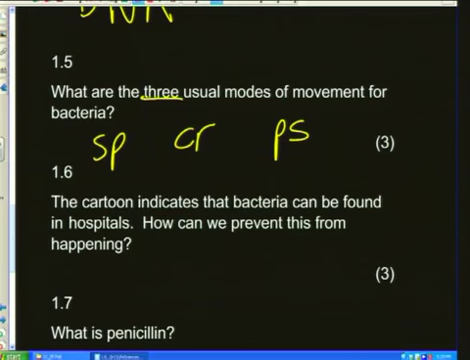 DNA
1.5
What are the three usual modes of movement for
bacteria?
sp cr ps
(3)
1.6
The cartoon indicates that bacteria can be found
in hospitals. How can we prevent this from
happening?
(3)
1.7
What is penicillin?
start